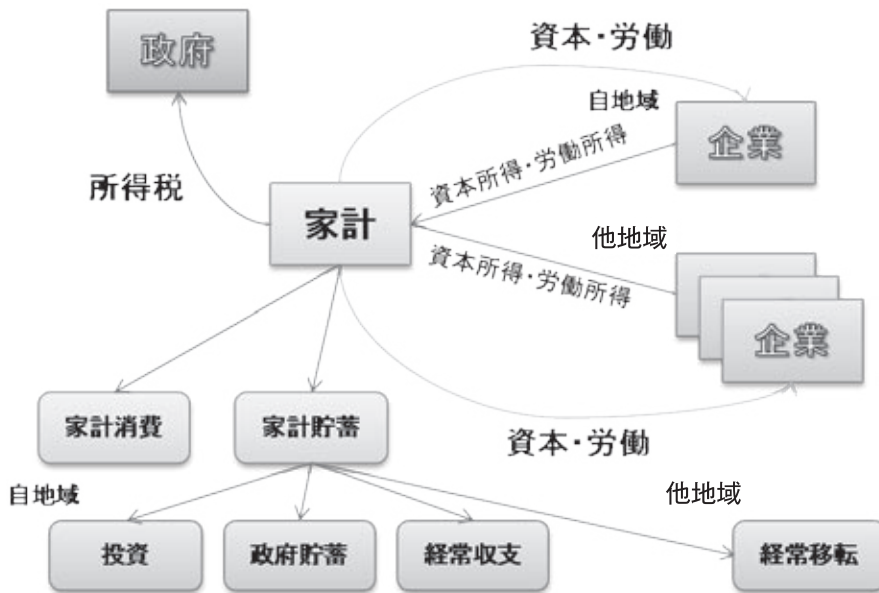 政府
資本・労働
自地域
企業
資本所得・労働所得
所得税
家計
他地域
資本所得・労働所得
企業
家計消費
家計貯蓄
資本・労働
自地域
他地域
投資
政府貯蓄
経常収支
経常移転